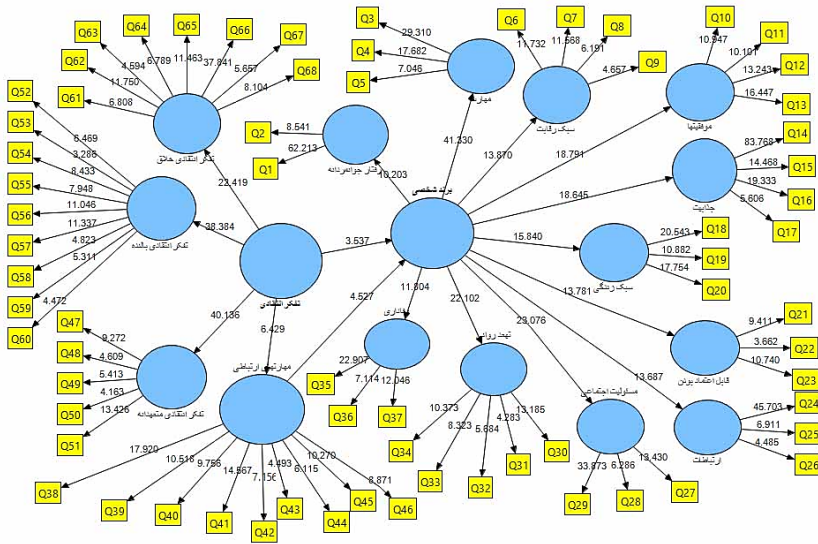 Q3
Q4
Q5
29.310
17.682
7.046
مهارت
Q6
Q7
Q8
Q9
11.732
11.568
6.191
4.657
سبک رقابت
Q10
Q11
Q12
Q13
10.947
10.101
13.243
16.447
موفقیتها
Q63
Q64
Q65
Q66
Q67
Q62
Q68
Q61
4.594
6.789
11.463
37.841
5.657
11.750
8.104
6.808
تفکر انتقادی خلاق
Q2
Q1
8.541
62.213
رفتار جوانمردانه
Q14
Q15
Q16
Q17
83.768
14.468
19.333
5.606
جذابیت
Q52
Q53
Q54
Q55
Q56
Q57
Q58
Q59
Q60
6.469
3.286
8.433
7.948
11.046
11.337
4.823
5.311
4.472
تفکر انتقادی بالنده
41.330
13.870
18.791
10.203
برند شخصی
18.645
22.419
38.384
3.537
15.840
Q18
Q19
Q20
20.543
10.882
17.754
سبک زندگی
تفکر انتقادی
4.527
11.804
22.102
23.076
13.781
13.687
40.136
6.429
Q21
Q22
Q23
9.411
3.662
10.740
قابل اعتماد بودن
Q47
Q48
Q49
Q50
Q51
9.272
4.609
5.413
4.163
13.426
تفکر انتقادی متعهدانه
وفاداری
22.907
7.114
12.046
Q35
Q36
Q37
10.373
8.323
5.684
4.283
13.185
Q34
Q33
Q32
Q31
Q30
مسئولیت اجتماعی
33.873
6.286
13.430
Q29
Q28
Q27
Q24
Q25
Q26
45.703
6.911
4.485
ارتباطات
مهارتهای ارتباطی
17.920
10.516
9.756
14.567
7.156
4.493
6.115
10.270
8.871
Q38
Q39
Q40
Q41
Q42
Q43
Q44
Q45
Q46